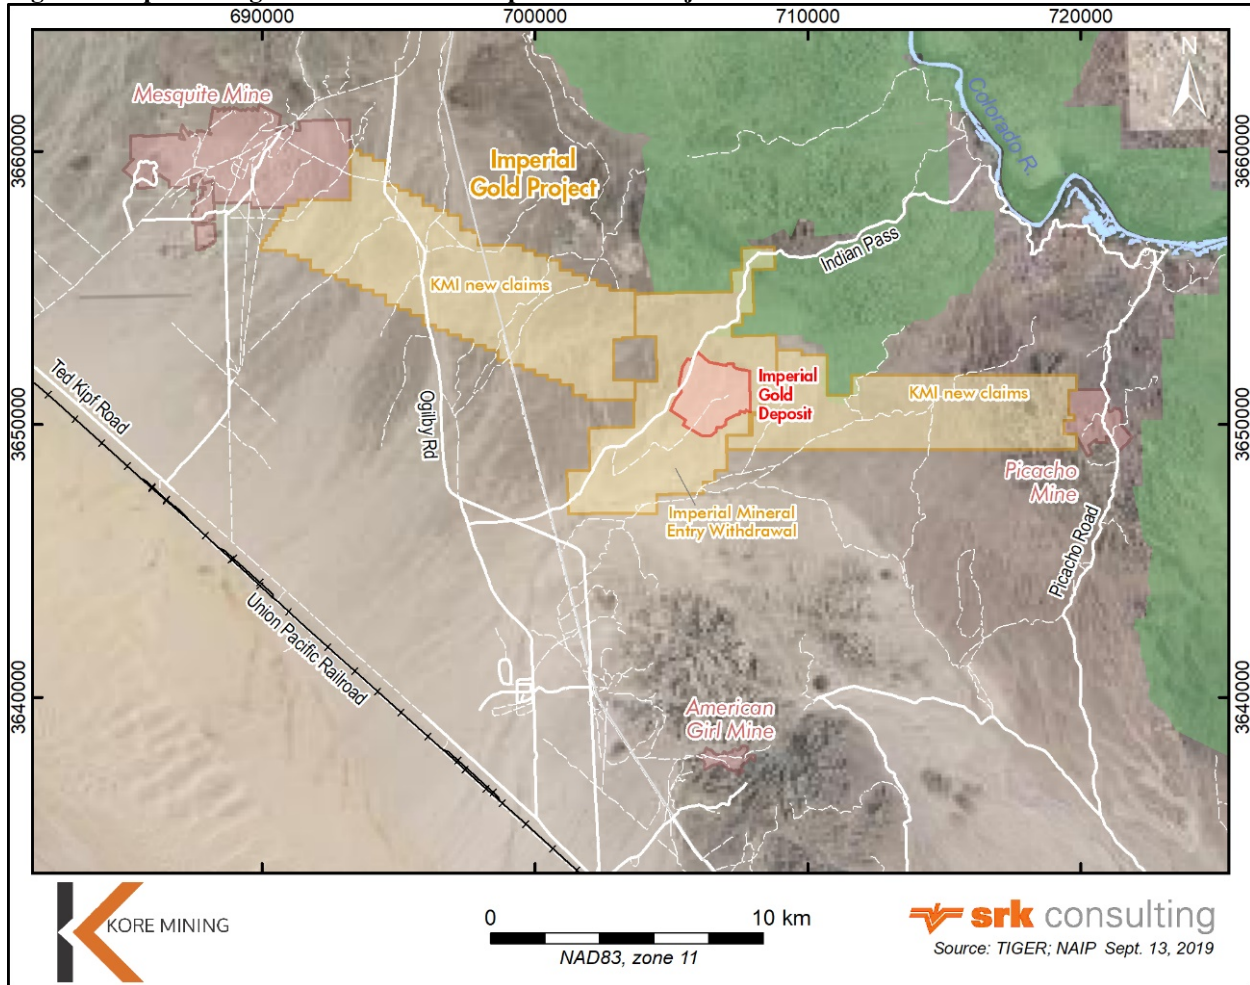 690000
700000
710000
720000
Mesquite Mine
N
Colorado R.
3660000
3660000
Imperial
Gold Project
Indian Pass
KMI new claims
Ted Kipf Road
Ogilby Rd
Imperial
Gold
Deposit
KMI new claims
3650000
3650000
Picacho
Mine
Imperial Mineral
Entry Withdrawal
Picacho Road
Union Pacific Railroad
3640000
3640000
American
Girl Mine
KORE MINING
0
10 km
NAD83, zone 11
srk consulting
Source: TIGER; NAIP Sept. 13, 2019